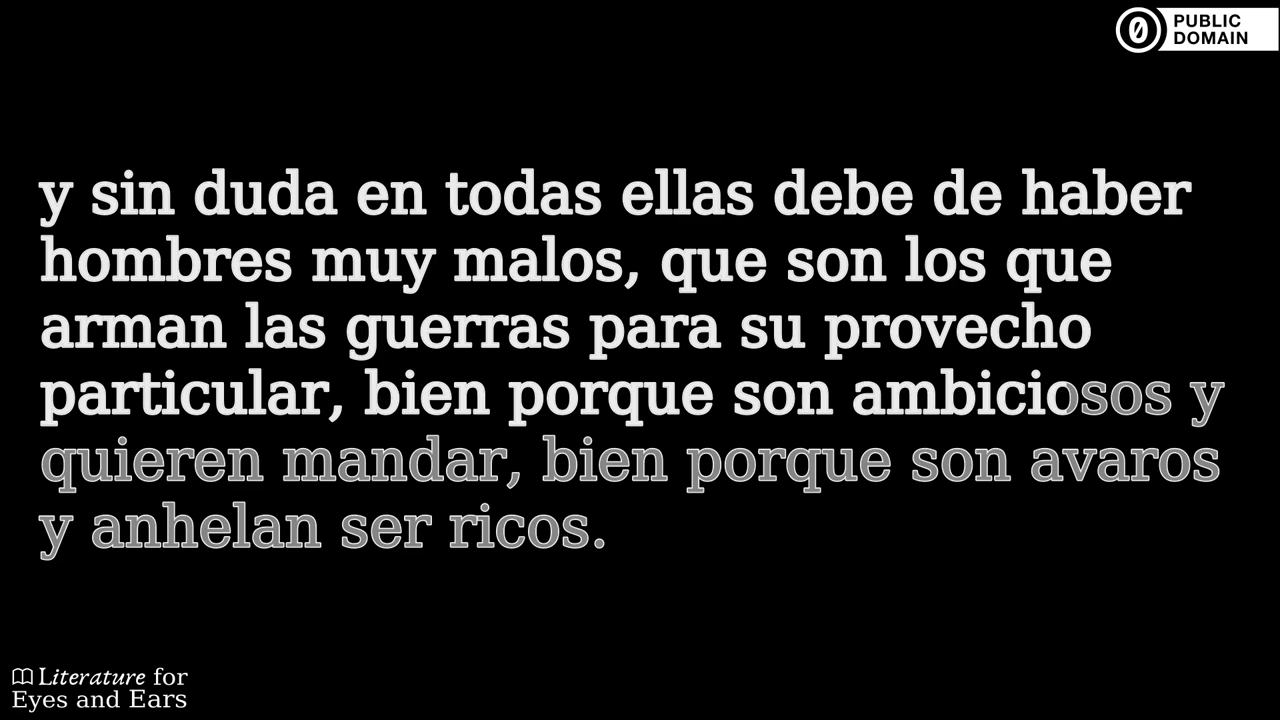 PUBLIC
DOMAIN
y sin duda en todas ellas debe de haber
hombres muy malos, que son los que
arman las guerras para su provecho
particular, bien porque son ambiciosos y
quieren mandar, bien porque son avaros
y anhelan ser ricos.
Literature for
Eyes and Ears